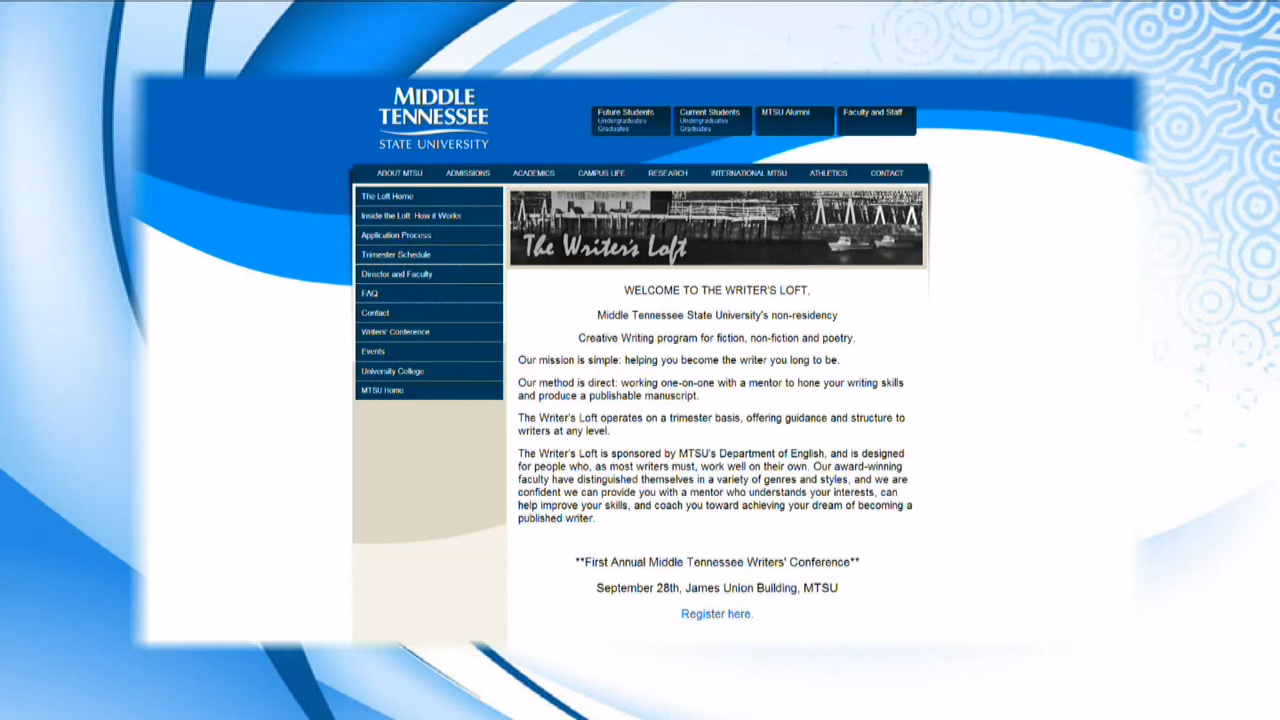 MIDDLE
TENNESSEE
STATE UNIVERSITY
Future Students
Undergraduates
Graduates
Current Students
Undergraduates
Graduates
MTSU Alumni
Faculty and Staff
ABOUT MTSU
ADMISSIONS
ACADEMICS
CAMPUS LIFE
RESEARCH
INTERNATIONAL MTSU
ATHLETICS
CONTACT
The Loft Home
Inside the Loft: How it Works
Application Process
Trimester Schedule
Director and Faculty
FAQ
Contact
Writers' Conference
Events
University College
MTSU Home
The Writer's Loft
WELCOME TO THE WRITER'S LOFT,
Middle Tennessee State University's non-residency
Creative Writing program for fiction, non-fiction and poetry.
Our mission is simple: helping you become the writer you long to be.
Our method is direct: working one-on-one with a mentor to hone your writing skills
and produce a publishable manuscript.
The Writer's Loft operates on a trimester basis, offering guidance and structure to
writers at any level.
The Writer's Loft is sponsored by MTSU's Department of English, and is designed
for people who, as most writers must, work well on their own. Our award-winning
faculty have distinguished themselves in a variety of genres and styles, and we are
confident we can provide you with a mentor who understands your interests, can
help improve your skills, and coach you toward achieving your dream of becoming a
published writer.
**First Annual Middle Tennessee Writers' Conference**
September 28th, James Union Building, MTSU
Register here.